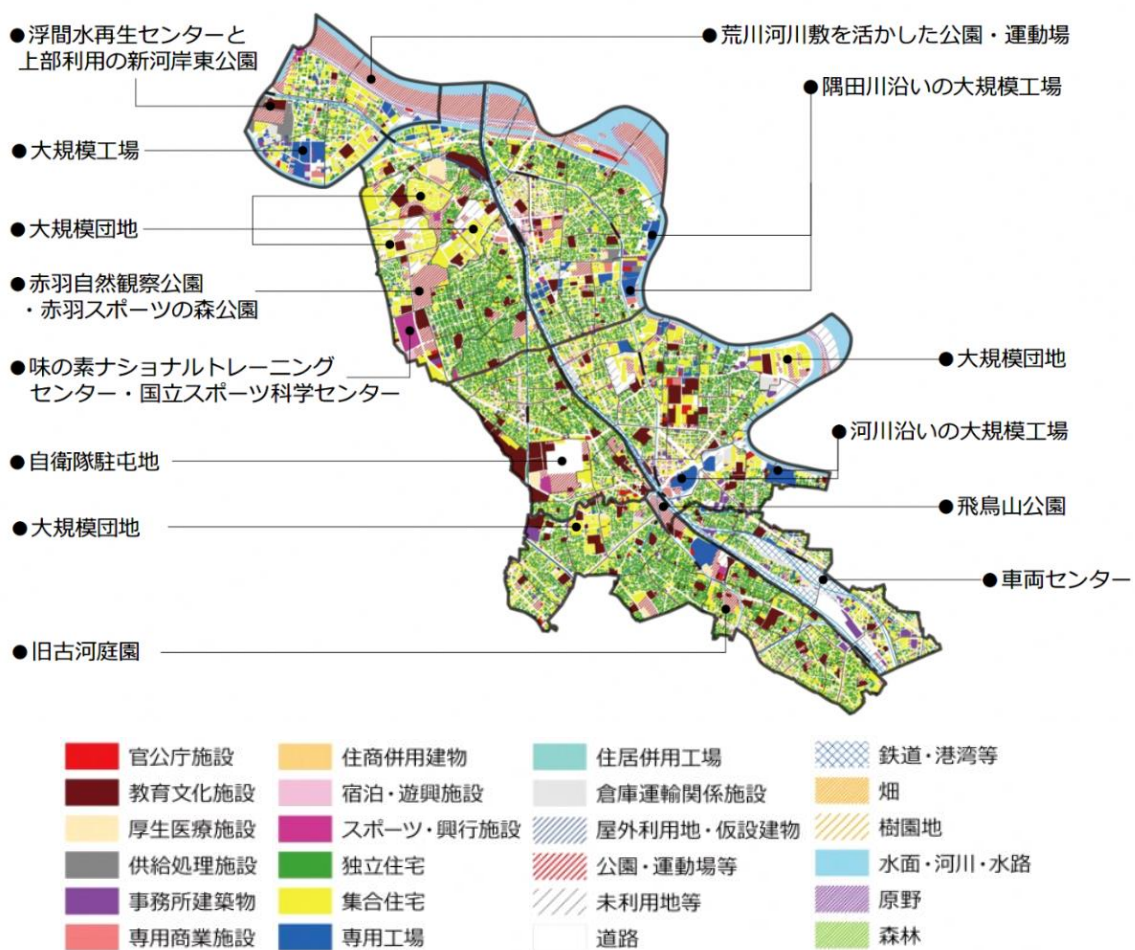 ●浮間水再生センターと
上部利用の新河岸東公園
●大規模工場
●大規模団地
●赤羽自然観察公園
・赤羽スポーツの森公園
●味の素ナショナルトレーニング
センター・国立スポーツ科学センター
●自衛隊駐屯地
●大規模団地
●旧古河庭園
●荒川河川敷を活かした公園・運動場
●隅田川沿いの大規模工場
●大規模団地
●河川沿いの大規模工場
●飛鳥山公園
●車両センター
官公庁施設
教育文化施設
厚生医療施設
供給処理施設
事務所建築物
専用商業施設
住商併用建物
宿泊・遊興施設
スポーツ・興行施設
独立住宅
集合住宅
専用工場
住居併用工場
倉庫運輸関係施設
屋外利用地・仮設建物
公園・運動場等
未利用地等
道路
鉄道・港湾等
畑
樹園地
水面・河川・水路
原野
森林